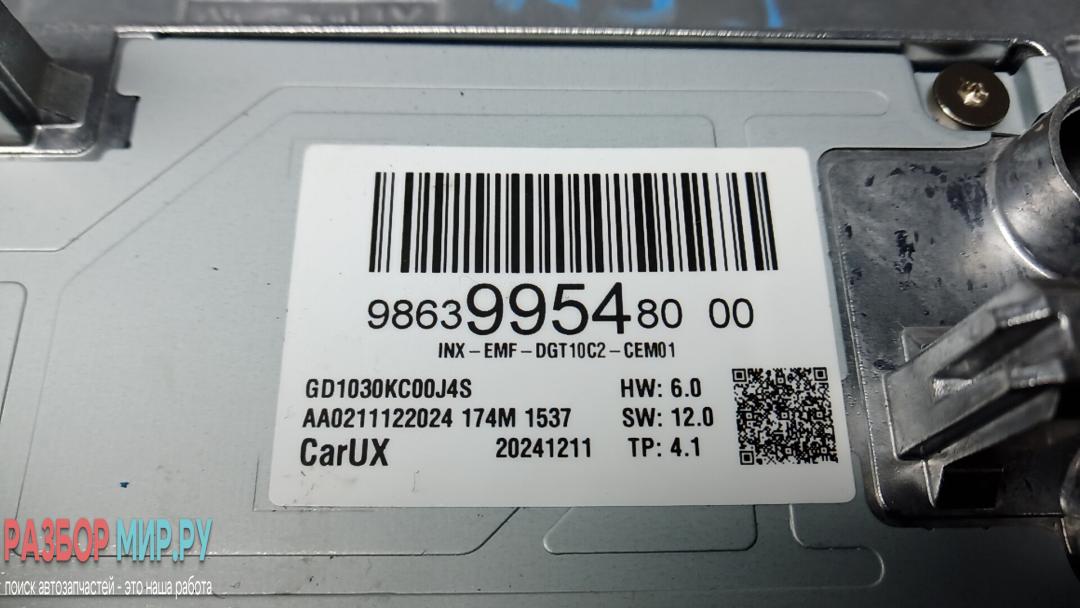 9863995480 00
INX-EMF-DGT10C2-CEM01
GD1030KC00J4S HW: 6.0
AA0211122024 174M 1537 SW: 12.0
CarUX 20241211 TP: 4.1
РАЗБОР МИР.РУ
поиск автозапчастей - это наша работа